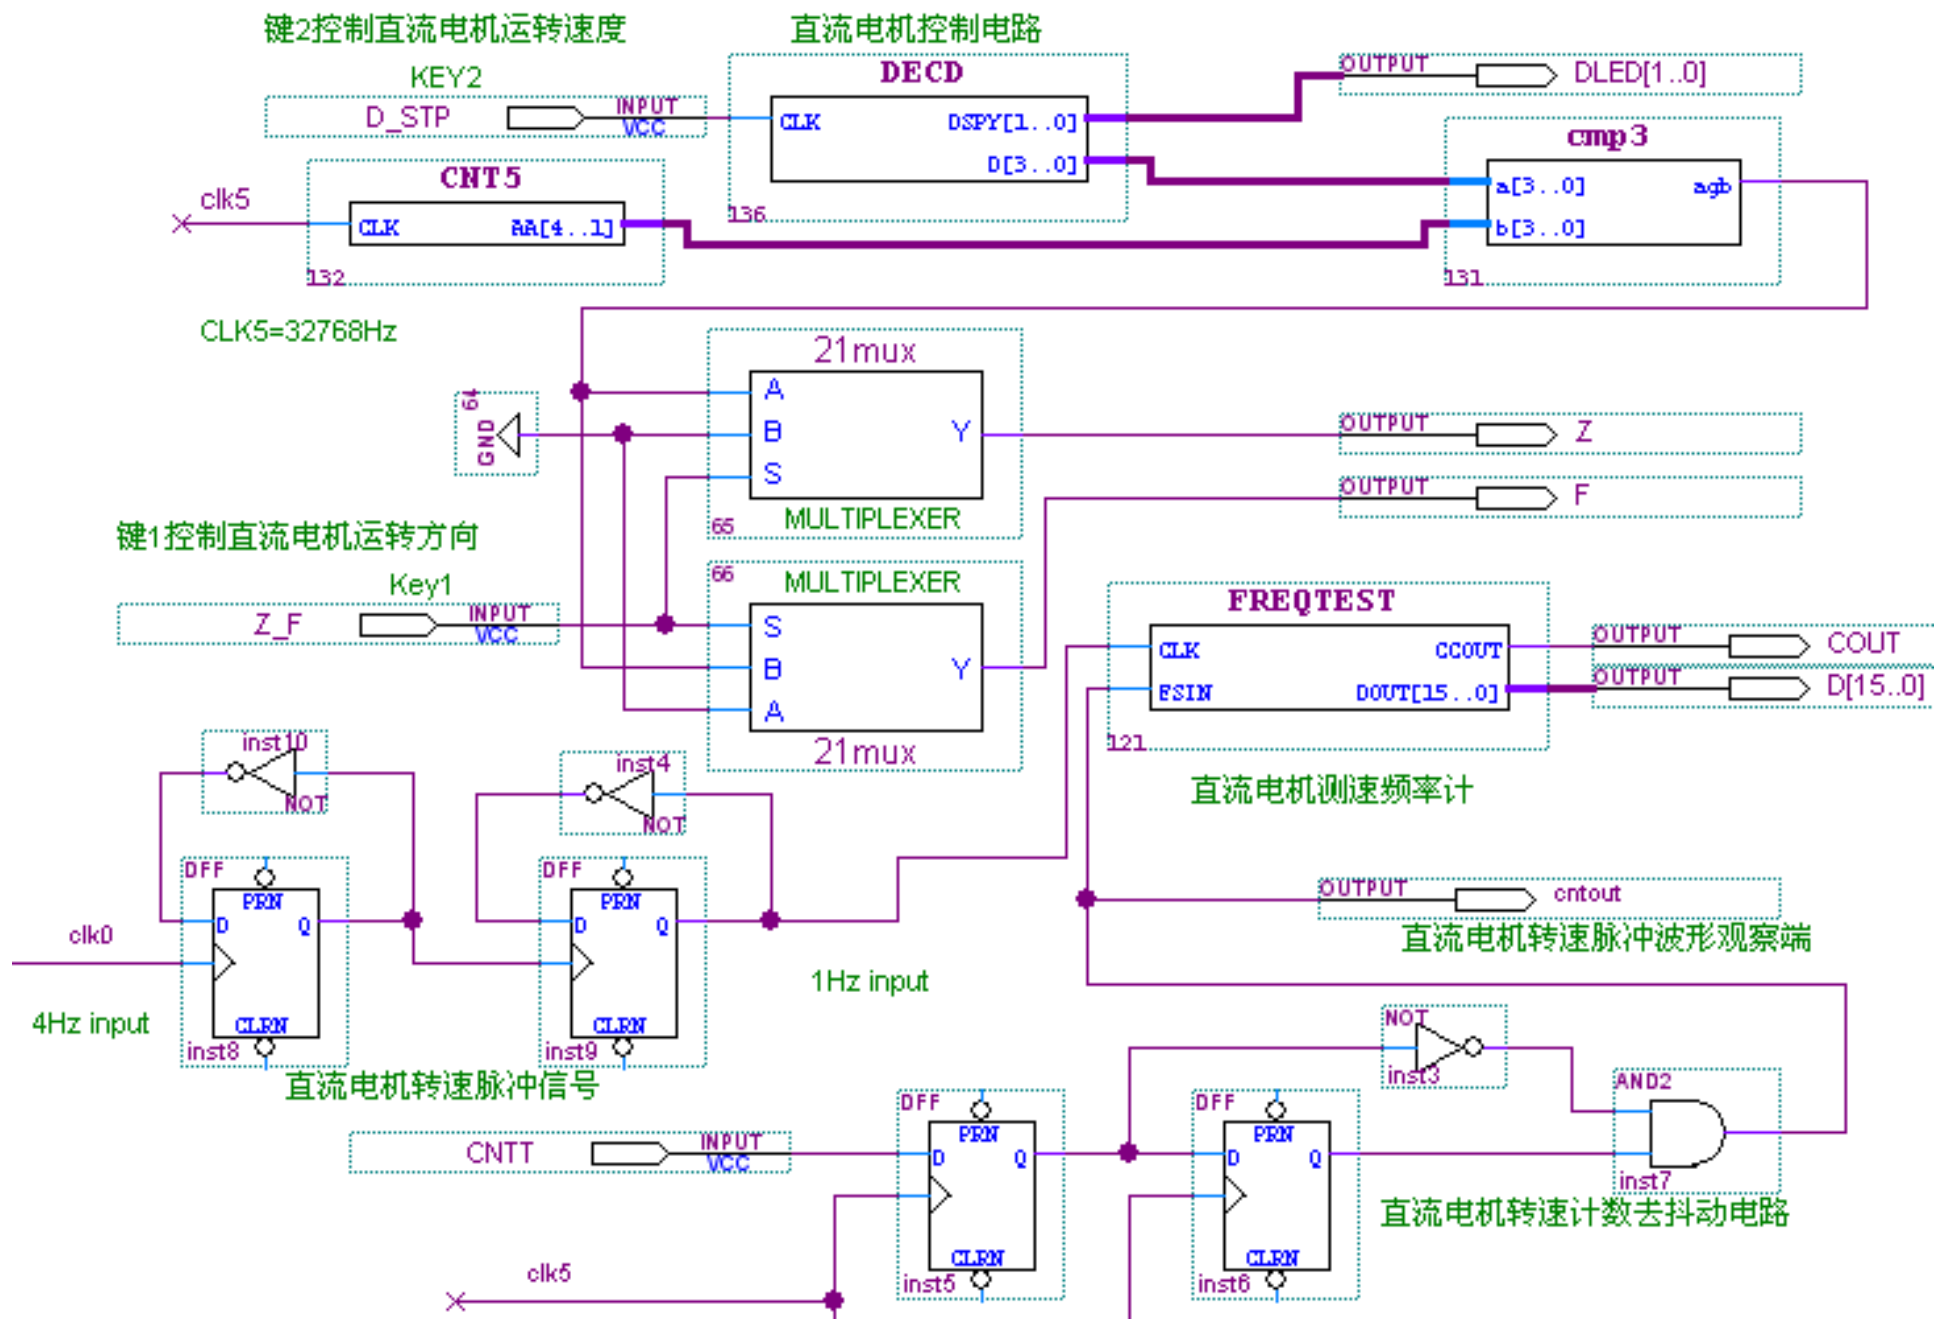 键2控制直流电机运转速度
直流电机控制电路
KEY2
DECD
OUTPUT
DLED[1..0]
D_STP
INPUT
VCC
CLK
DSPY[1..0]
D[3..0]
136
cmp3
a[3..0]
agb
b[3..0]
131
clk5
CNT5
CLK
AA[4..1]
132
CLK5=32768Hz
21mux
A
B
Y
S
65
MULTIPLEXER
64
GND
OUTPUT
Z
OUTPUT
F
键1控制直流电机运转方向
Key1
Z_F
INPUT
VCC
66
MULTIPLEXER
S
B
Y
A
21mux
FREQTEST
CLK
CCOUT
FSIN
DOUT[15..0]
121
OUTPUT
COUT
OUTPUT
D[15..0]
直流电机测速频率计
inst10
NOT
inst4
NOT
DFF
PRN
D
Q
CLRN
inst8
DFF
PRN
D
Q
CLRN
inst9
clk0
4Hz input
1Hz input
OUTPUT
cntout
直流电机转速脉冲波形观察端
直流电机转速脉冲信号
CNTT
INPUT
VCC
DFF
PRN
D
Q
CLRN
inst5
DFF
PRN
D
Q
CLRN
inst6
NOT
inst3
AND2
inst7
直流电机转速计数去抖动电路
clk5